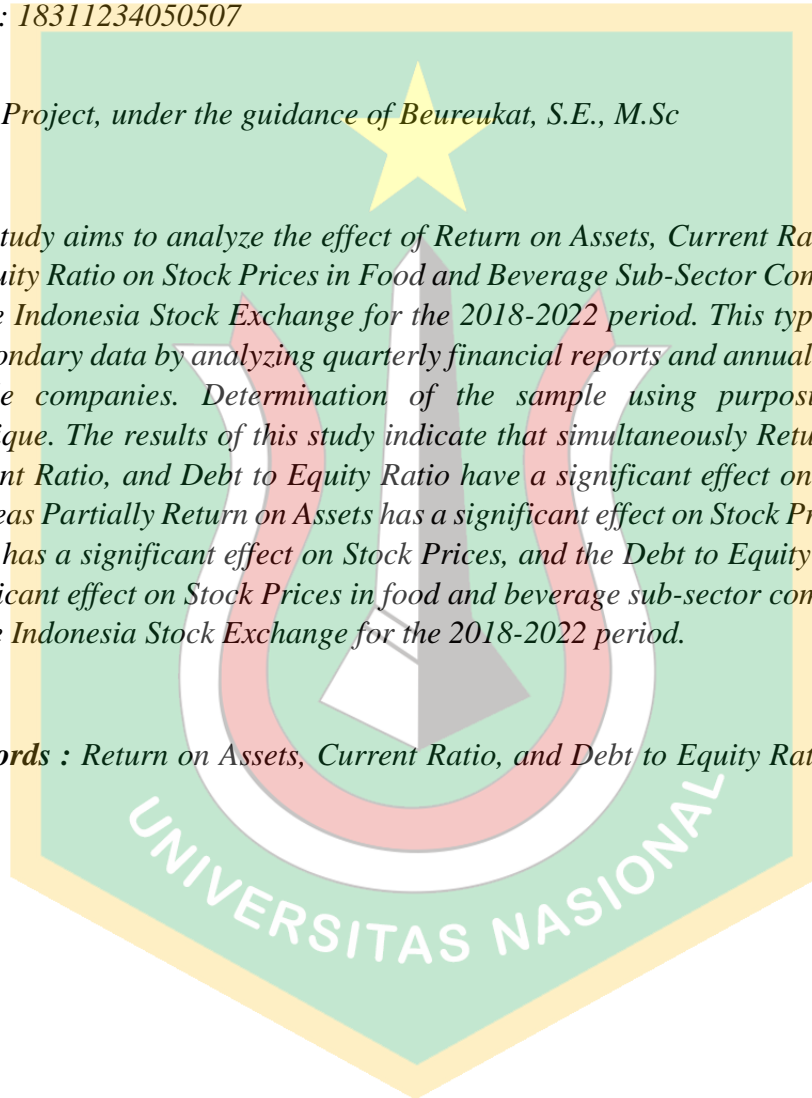 : 18311234050507
Project, under the guidance of Beureukat, S.E., M.Sc
tudy aims to analyze the effect of Return on Assets, Current Ra
uity Ratio on Stock Prices in Food and Beverage Sub-Sector Com
e Indonesia Stock Exchange for the 2018-2022 period. This typ
ondary data by analyzing quarterly financial reports and annual
e companies. Determination of the sample using purposi
ique. The results of this study indicate that simultaneously Retu
nt Ratio, and Debt to Equity Ratio have a significant effect on
eas Partially Return on Assets has a significant effect on Stock Pr
has a significant effect on Stock Prices, and the Debt to Equity
icant effect on Stock Prices in food and beverage sub-sector com
e Indonesia Stock Exchange for the 2018-2022 period.
ords : Return on Assets, Current Ratio, and Debt to Equity Rat
UNIVERSITAS NASIONAL